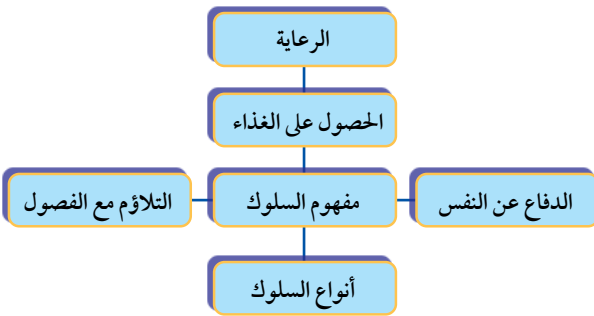 الرعاية
الحصول على الغذاء
الدفاع عن النفس
مفهوم السلوك
التلاؤم مع الفصول
أنواع السلوك